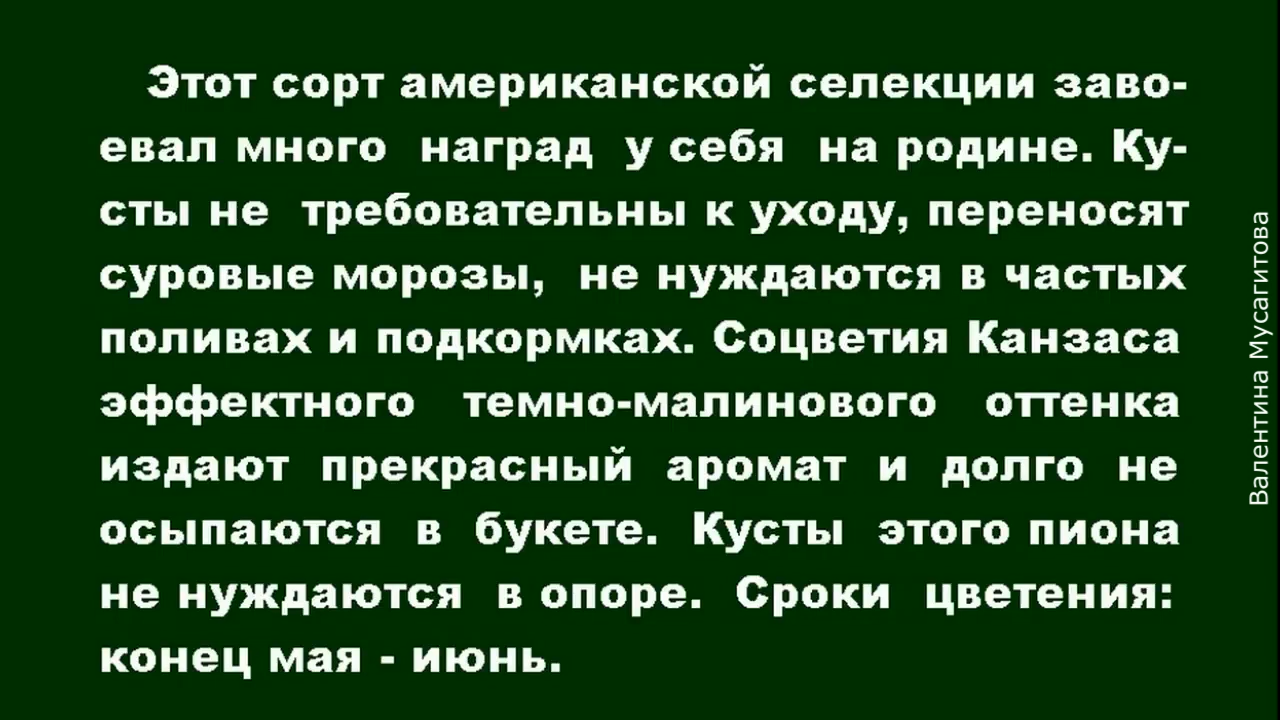 Этот сорт американской селекции заво-
евал много наград у себя на родине. Ку-
сты не требовательны к уходу, переносят
суровые морозы, не нуждаются в частых
поливах и подкормках. Соцветия Канзаса
эффектного темно-малинового оттенка
издают прекрасный аромат и долго не
осыпаются в букете. Кусты этого пиона
не нуждаются в опоре. Сроки цветения:
конец мая - июнь.
Валентина Мусагитова